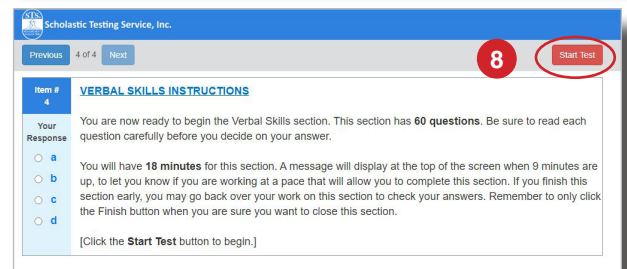 STS
Scholastic Testing Service, Inc.
Previous 4 of 4 Next 8 Start Test
Item #
4
Your
Response
a
b
c
d
VERBAL SKILLS INSTRUCTIONS
You are now ready to begin the Verbal Skills section. This section has 60 questions. Be sure to read each
question carefully before you decide on your answer.
You will have 18 minutes for this section. A message will display at the top of the screen when 9 minutes are
up, to let you know if you are working at a pace that will allow you to complete this section. If you finish this
section early, you may go back over your work on this section to check your answers. Remember to only click
the Finish button when you are sure you want to close this section.
[Click the Start Test button to begin.]